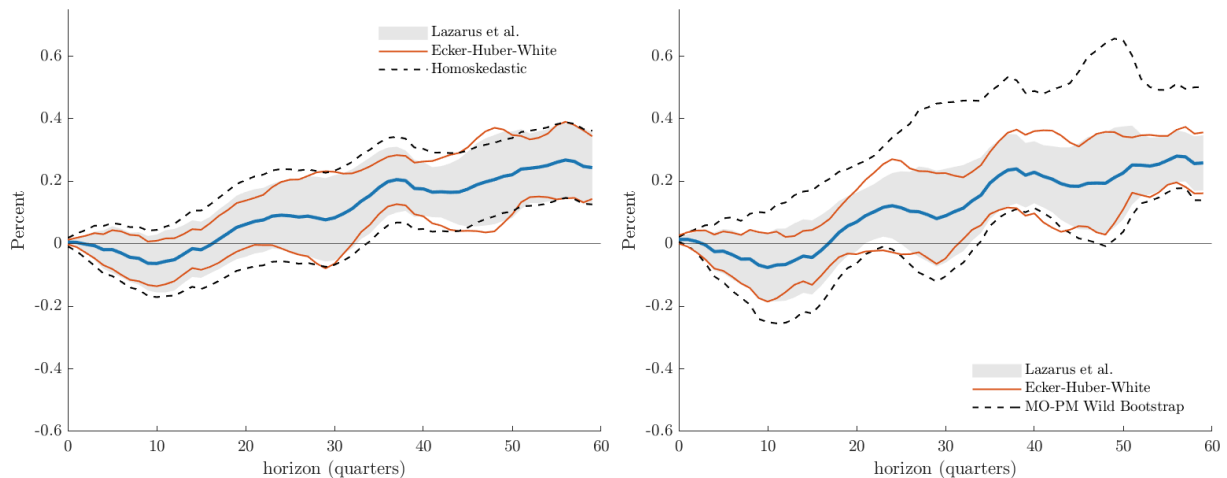 Lazarus et al.
Ecker-Huber-White
Homoskedastic
Percent
0.6
0.4
0.2
0
-0.2
-0.4
-0.6
0 10 20 30 40 50 60
horizon (quarters)
Lazarus et al.
Ecker-Huber-White
MO-PM Wild Bootstrap
Percent
0.6
0.4
0.2
0
-0.2
-0.4
-0.6
0 10 20 30 40 50 60
horizon (quarters)